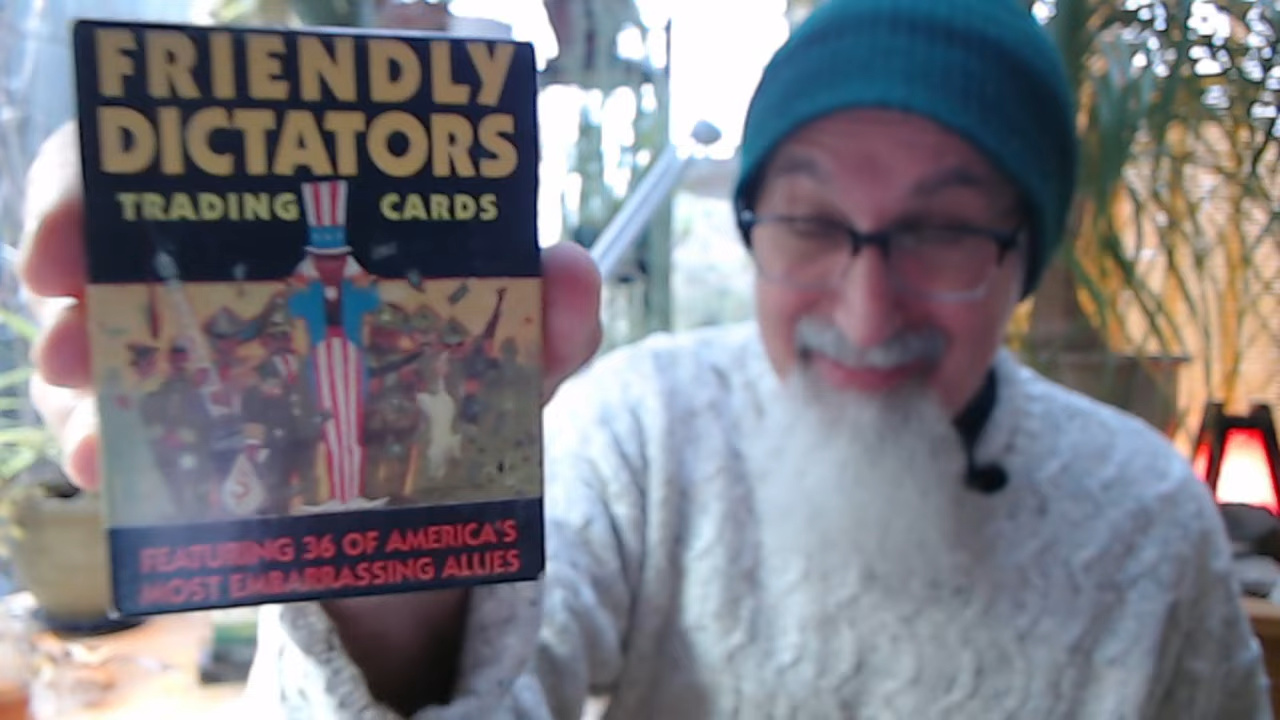 FRIENDLY
DICTATORS
TRADING CARDS
$
FEATURING 36 OF AMERICA'S
MOST EMBARRASSING ALLIES